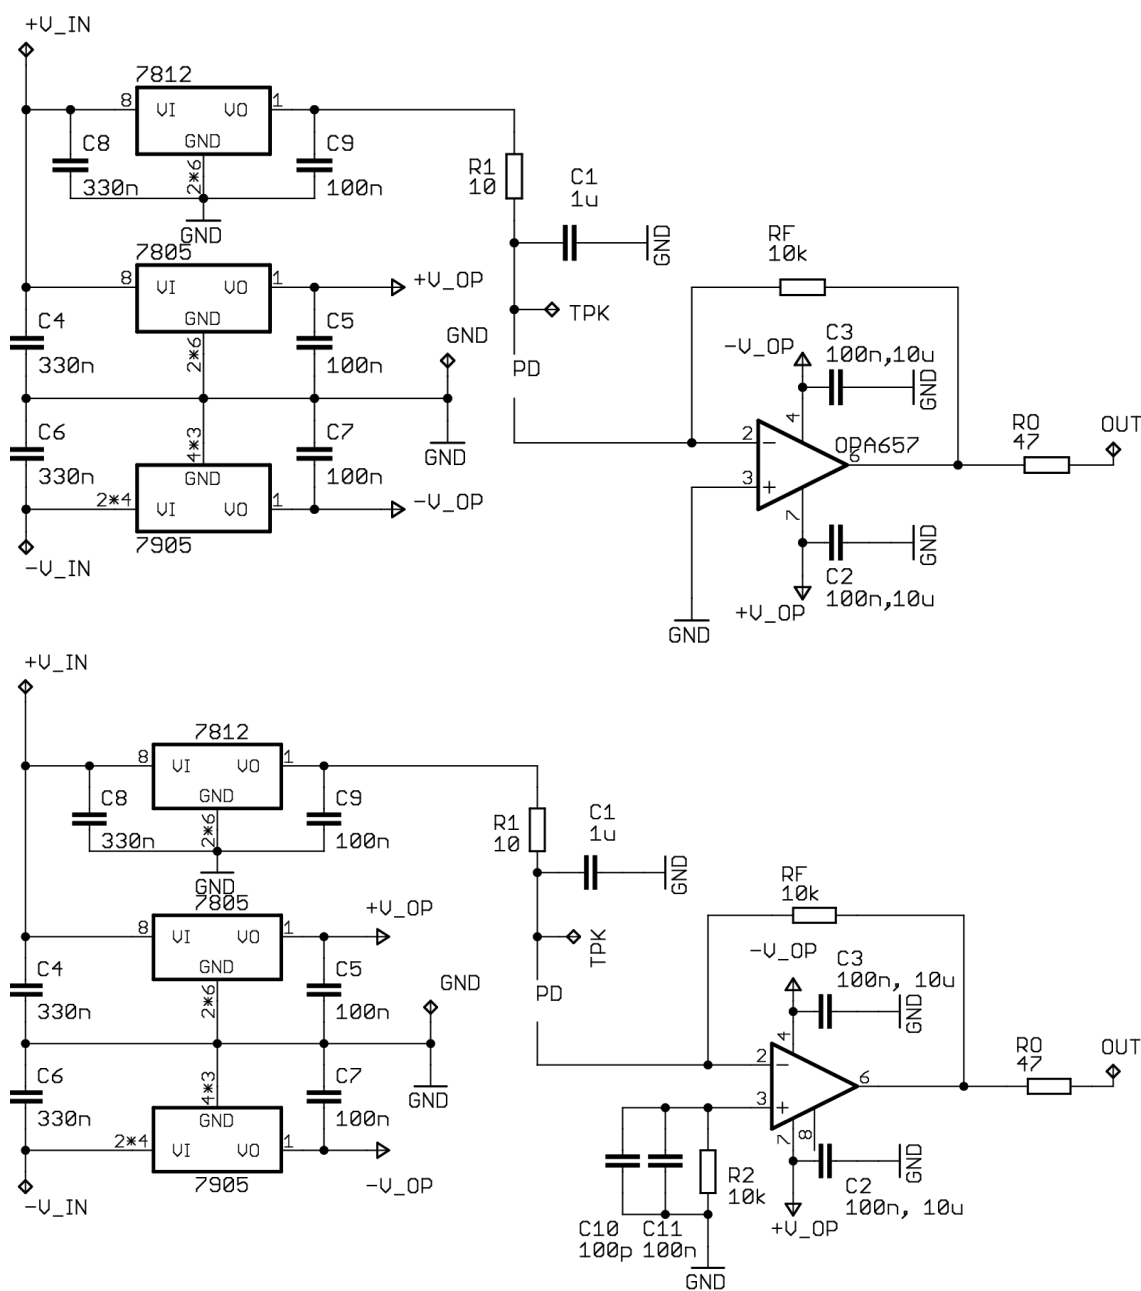 +V_IN
7812
8
VI
VO
1
GND
2*6
C8
330n
C9
100n
GND
R1
10
C1
1u
GND
7805
8
VI
VO
1
+V_OP
GND
2*6
C4
330n
C5
100n
GND
TPK
PD
RF
10k
-V_OP
C3
100n,10u
GND
4
C6
330n
4*3
C7
100n
GND
GND
2*4
VI
VO
1
-V_OP
7905
-V_IN
2
OPA657
6
3
7
RO
47
OUT
GND
C2
100n,10u
+V_OP
GND
+V_IN
7812
8
VI
VO
1
GND
2*6
C8
330n
C9
100n
GND
R1
10
C1
1u
GND
7805
8
VI
VO
1
+V_OP
GND
2*6
C4
330n
C5
100n
GND
TPK
PD
RF
10k
-V_OP
C3
100n, 10u
GND
4
C6
330n
4*3
C7
100n
GND
GND
2*4
VI
VO
1
-V_OP
7905
-V_IN
2
6
3
7
8
RO
47
OUT
GND
C2
100n, 10u
+V_OP
R2
10k
C10
100p
C11
100n
GND